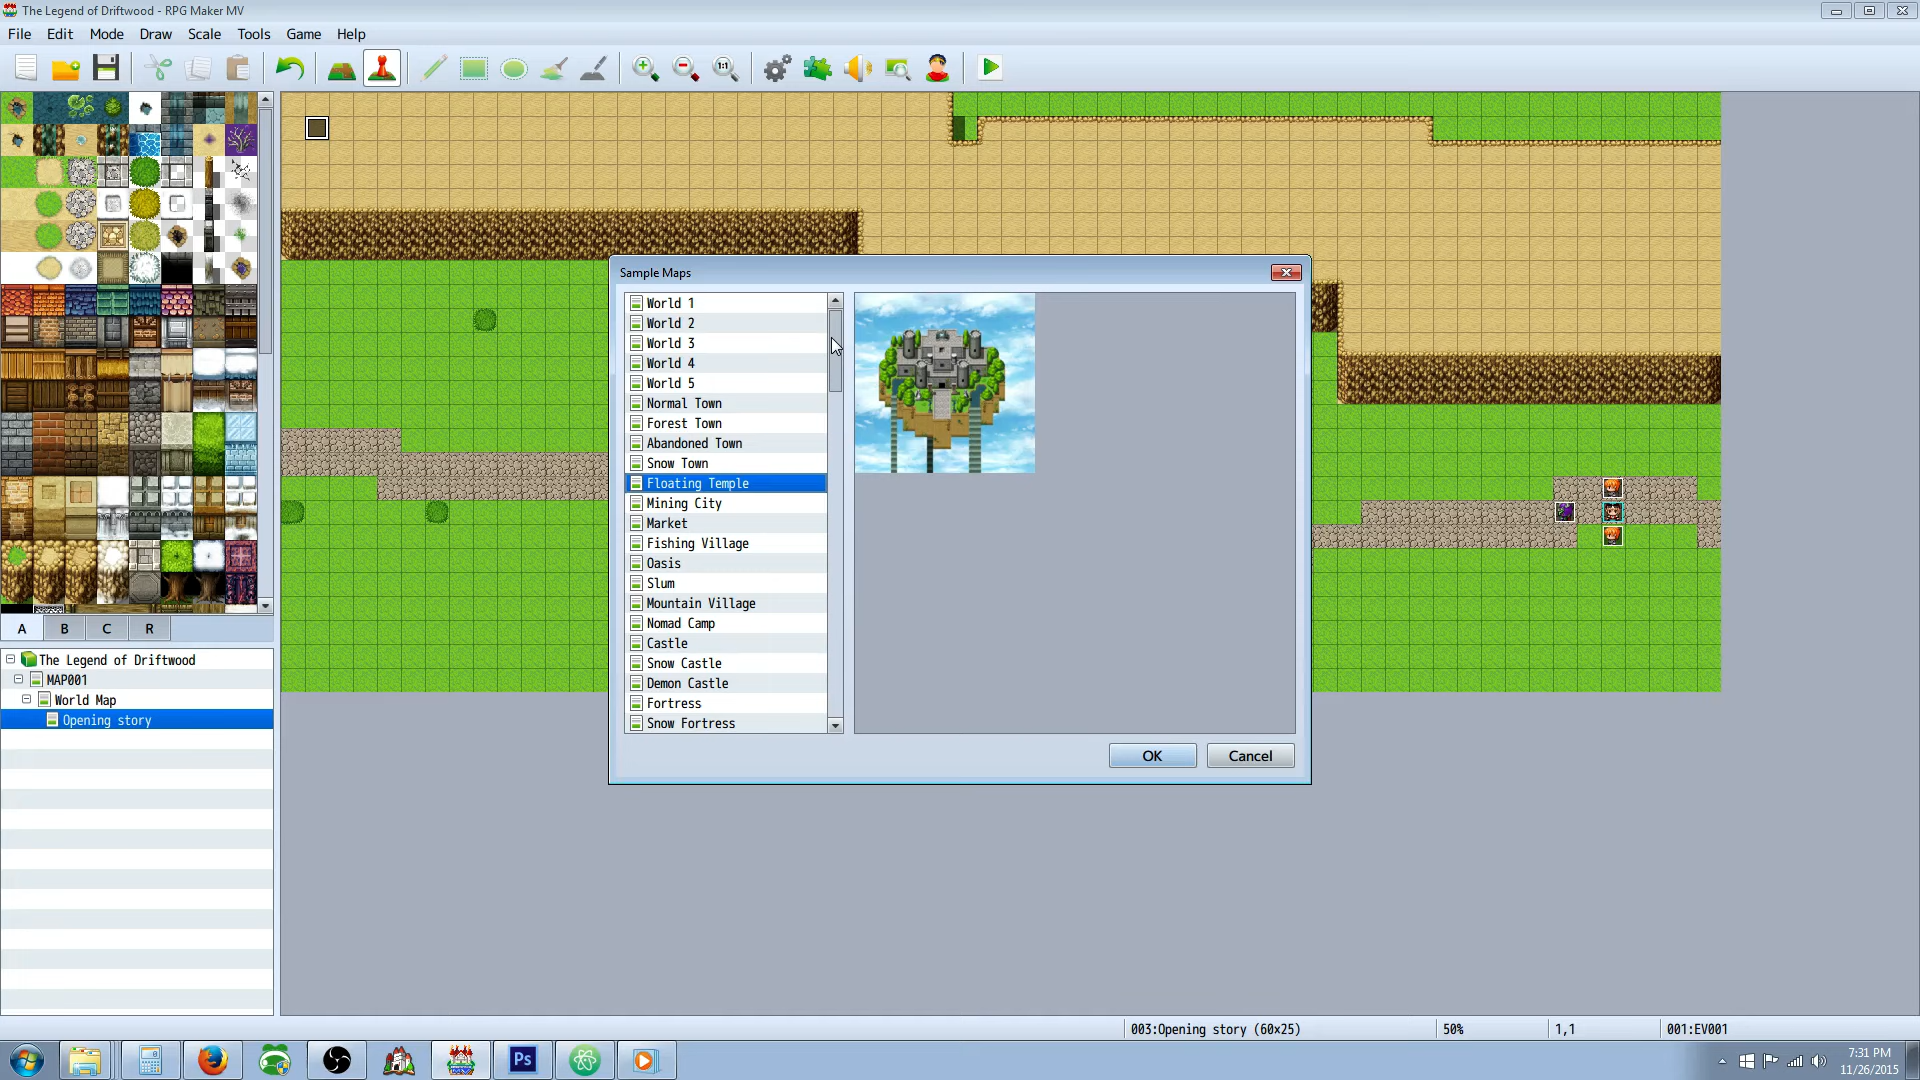 The Legend of Driftwood - RPG Maker MV
File Edit Mode Draw Scale Tools Game Help
1:1
Sample Maps
World 1
World 2
World 3
World 4
World 5
Normal Town
Forest Town
Abandoned Town
Snow Town
Floating Temple
Mining City
Market
Fishing Village
Oasis
Slum
Mountain Village
Nomad Camp
Castle
Snow Castle
Demon Castle
Fortress
Snow Fortress
OK Cancel
A B C R
The Legend of Driftwood
MAP001
World Map
Opening story
003:Opening story (60x25) 50% 1,1 001:EV001
Ps
7:31 PM
11/26/2015